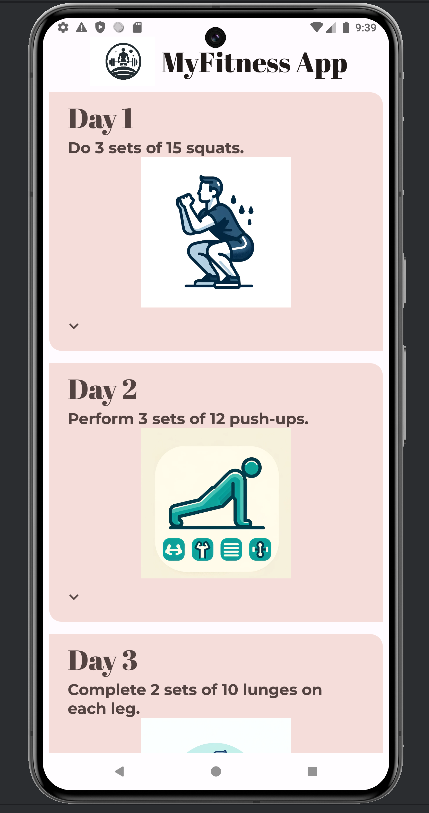 9:39
MyFitness App
Day 1
Do 3 sets of 15 squats.
Day 2
Perform 3 sets of 12 push-ups.
Day 3
Complete 2 sets of 10 lunges on
each leg.